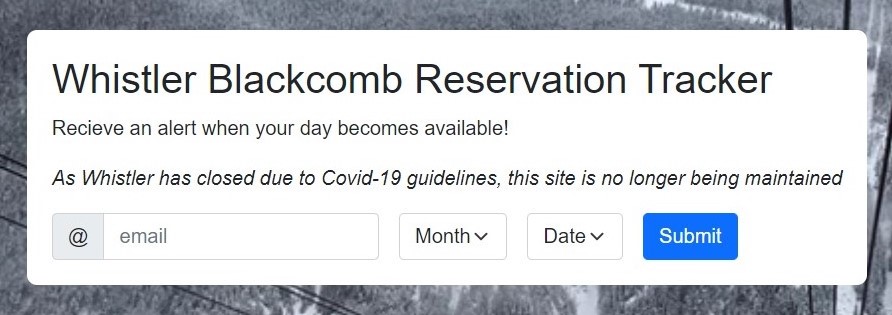 Whistler Blackcomb Reservation Tracker
Recieve an alert when your day becomes available!
As Whistler has closed due to Covid-19 guidelines, this site is no longer being maintained
@ email Month Date Submit